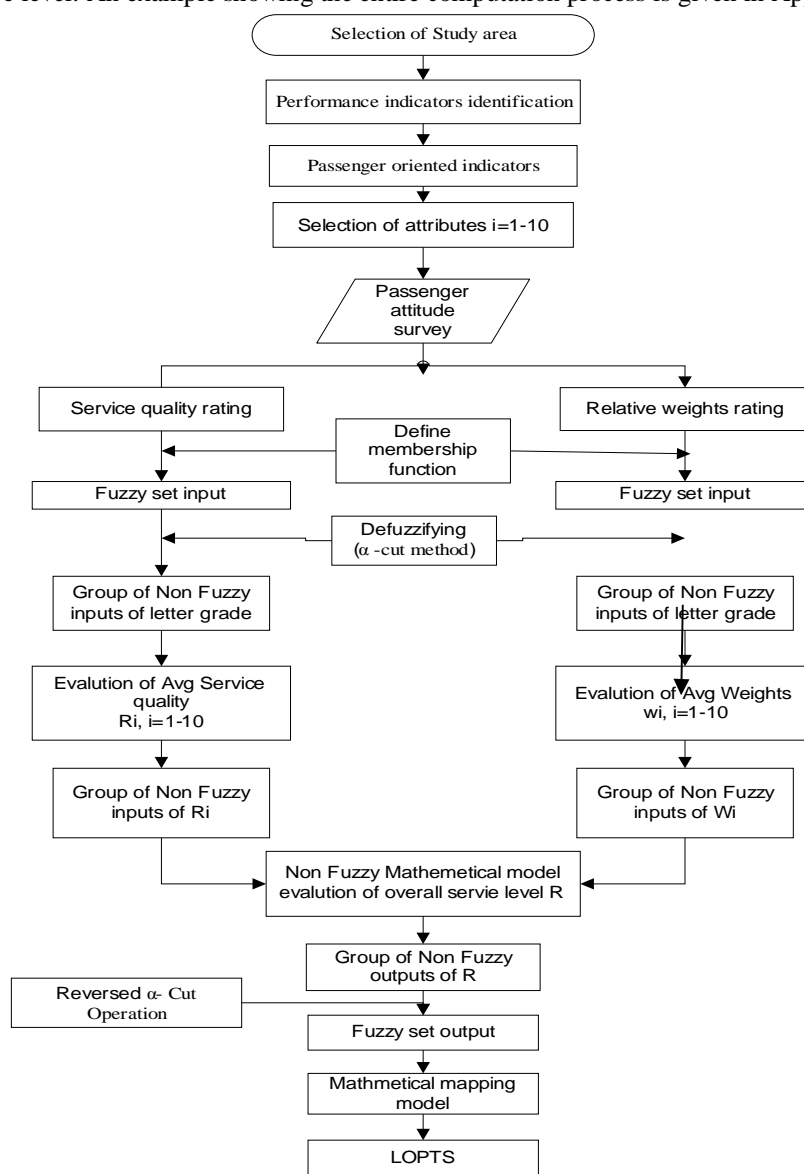 e level. An example showing the entire computation process is given in Ap
Selection of Study area
Performance indicators identification
Passenger oriented indicators
Selection of attributes i=1-10
Passenger
attitude
survey
Service quality rating
Relative weights rating
Define
membership
function
Fuzzy set input
Fuzzy set input
Defuzzifying
(α -cut method)
Group of Non Fuzzy
inputs of letter grade
Group of Non Fuzzy
inputs of letter grade
Evalution of Avg Service
quality
Ri, i=1-10
Evalution of Avg Weights
wi, i=1-10
Group of Non Fuzzy
inputs of Ri
Group of Non Fuzzy
inputs of Wi
Non Fuzzy Mathemetical model
evalution of overall servie level R
Group of Non Fuzzy
outputs of R
Reversed α- Cut
Operation
Fuzzy set output
Mathmetical mapping
model
LOPTS